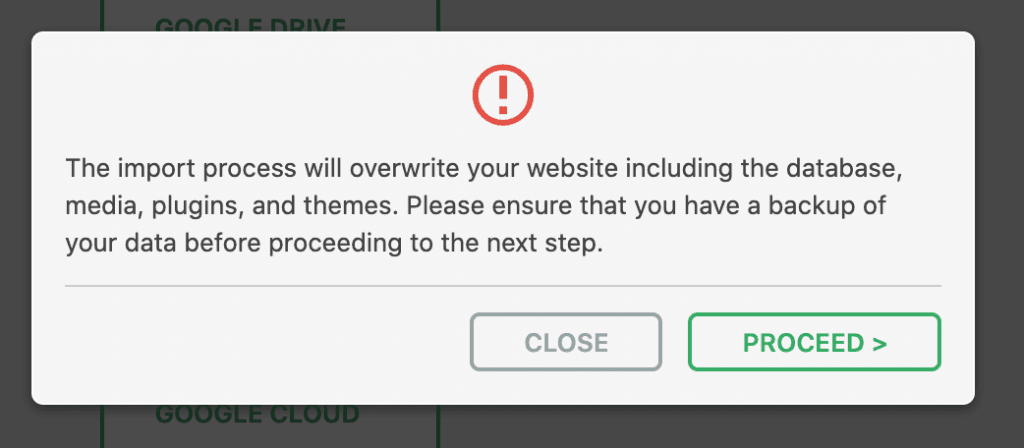 GOOGLE DRIVE
The import process will overwrite your website including the database,
media, plugins, and themes. Please ensure that you have a backup of
your data before proceeding to the next step.
CLOSE
PROCEED >
GOOGLE CLOUD